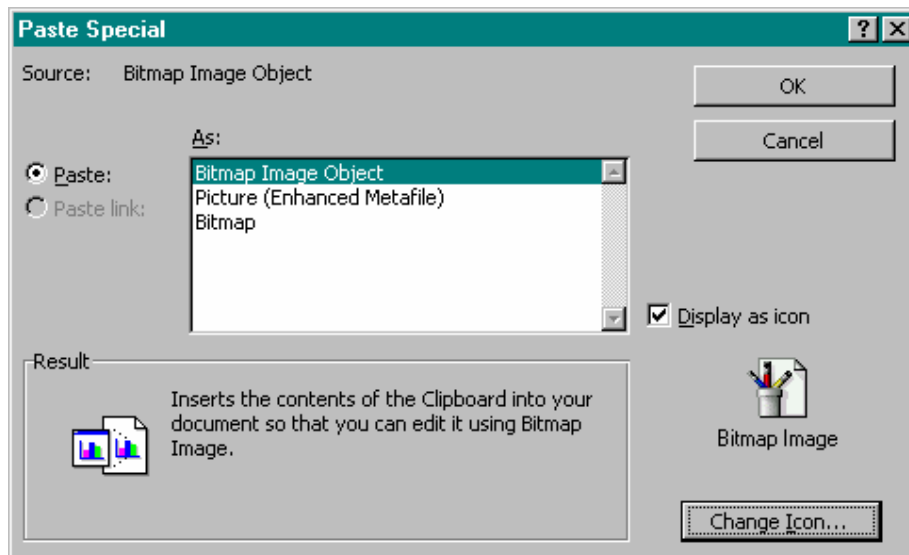 Paste Special
Source: Bitmap Image Object
OK
Cancel
As:
Paste:
Paste link:
Bitmap Image Object
Picture (Enhanced Metafile)
Bitmap
Display as icon
Result
Inserts the contents of the Clipboard into your
document so that you can edit it using Bitmap
Image.
Bitmap Image
Change Icon...